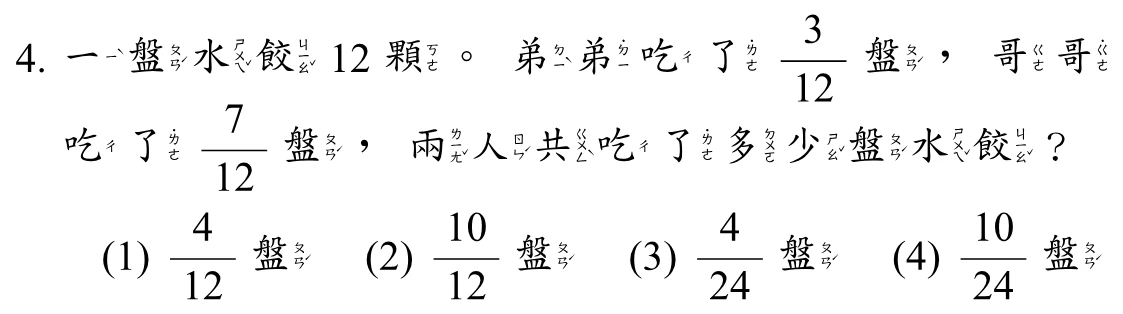 4. 一盤水餃 12 顆。 弟弟吃了 3/12 盤， 哥哥
吃了 7/12 盤， 兩人共吃了多少盤水餃？
(1) 4/12 盤 (2) 10/12 盤 (3) 4/24 盤 (4) 10/24 盤